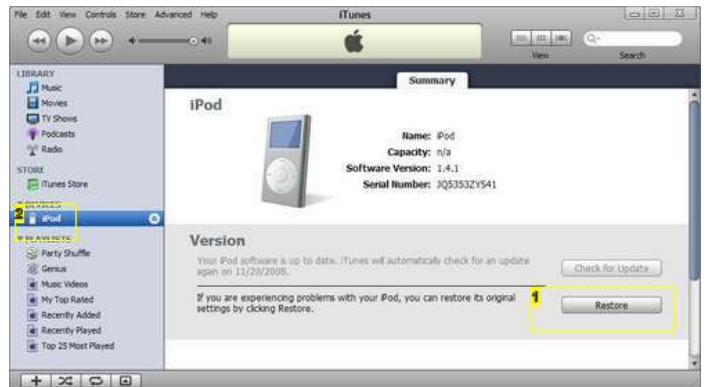 File Edit View Controls Store Advanced Help
iTunes
View
Search
LIBRARY
Music
Movies
TV Shows
Podcasts
Radio
STORE
iTunes Store
DEVICES
2
iPod
PLAYLISTS
Party Shuffle
Genius
Music Videos
My Top Rated
Recently Added
Recently Played
Top 25 Most Played
Summary
iPod
Name: iPod
Capacity: n/a
Software Version: 1.4.1
Serial Number: JQ5353ZYS41
Version
Your iPod software is up to date. iTunes will automatically check for an update
again on 11/20/2008.
Check for Update
If you are experiencing problems with your iPod, you can restore its original
settings by clicking Restore.
1
Restore